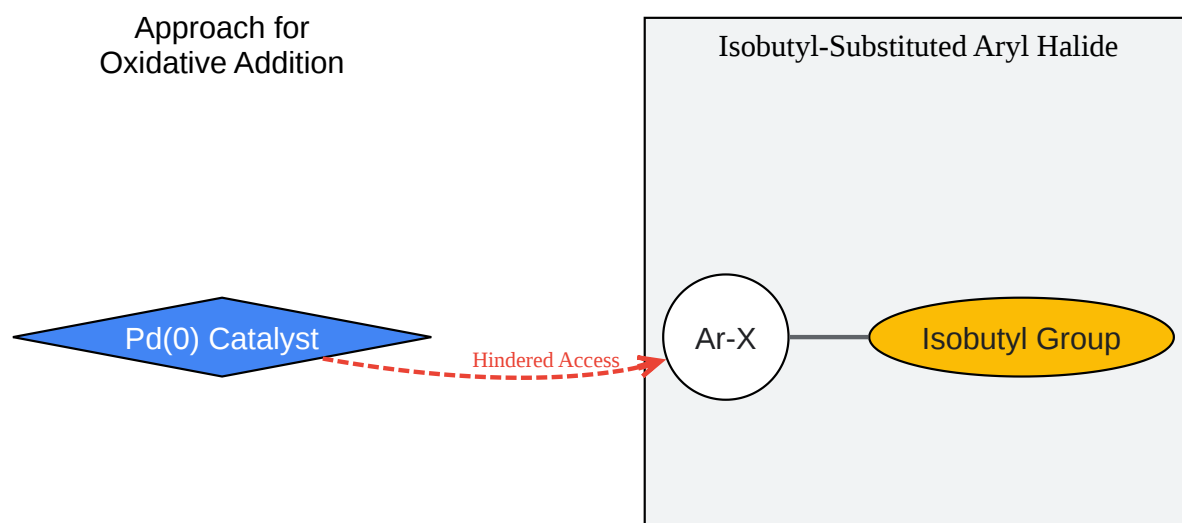 Approach for
Oxidative Addition
Isobutyl-Substituted Aryl Halide
Pd(0) Catalyst
Hindered Access
Ar-X
Isobutyl Group